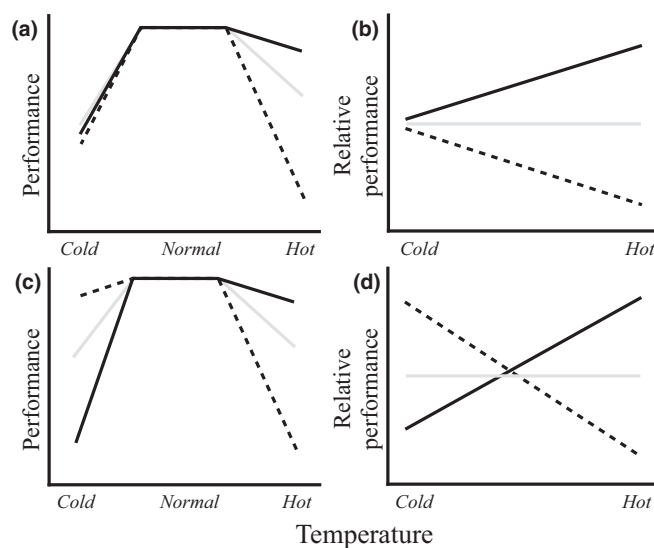 (a)
Performance
Cold
Normal
Hot
(b)
Relative
performance
Cold
Hot
(c)
Performance
Cold
Normal
Hot
(d)
Relative
performance
Cold
Hot
Temperature